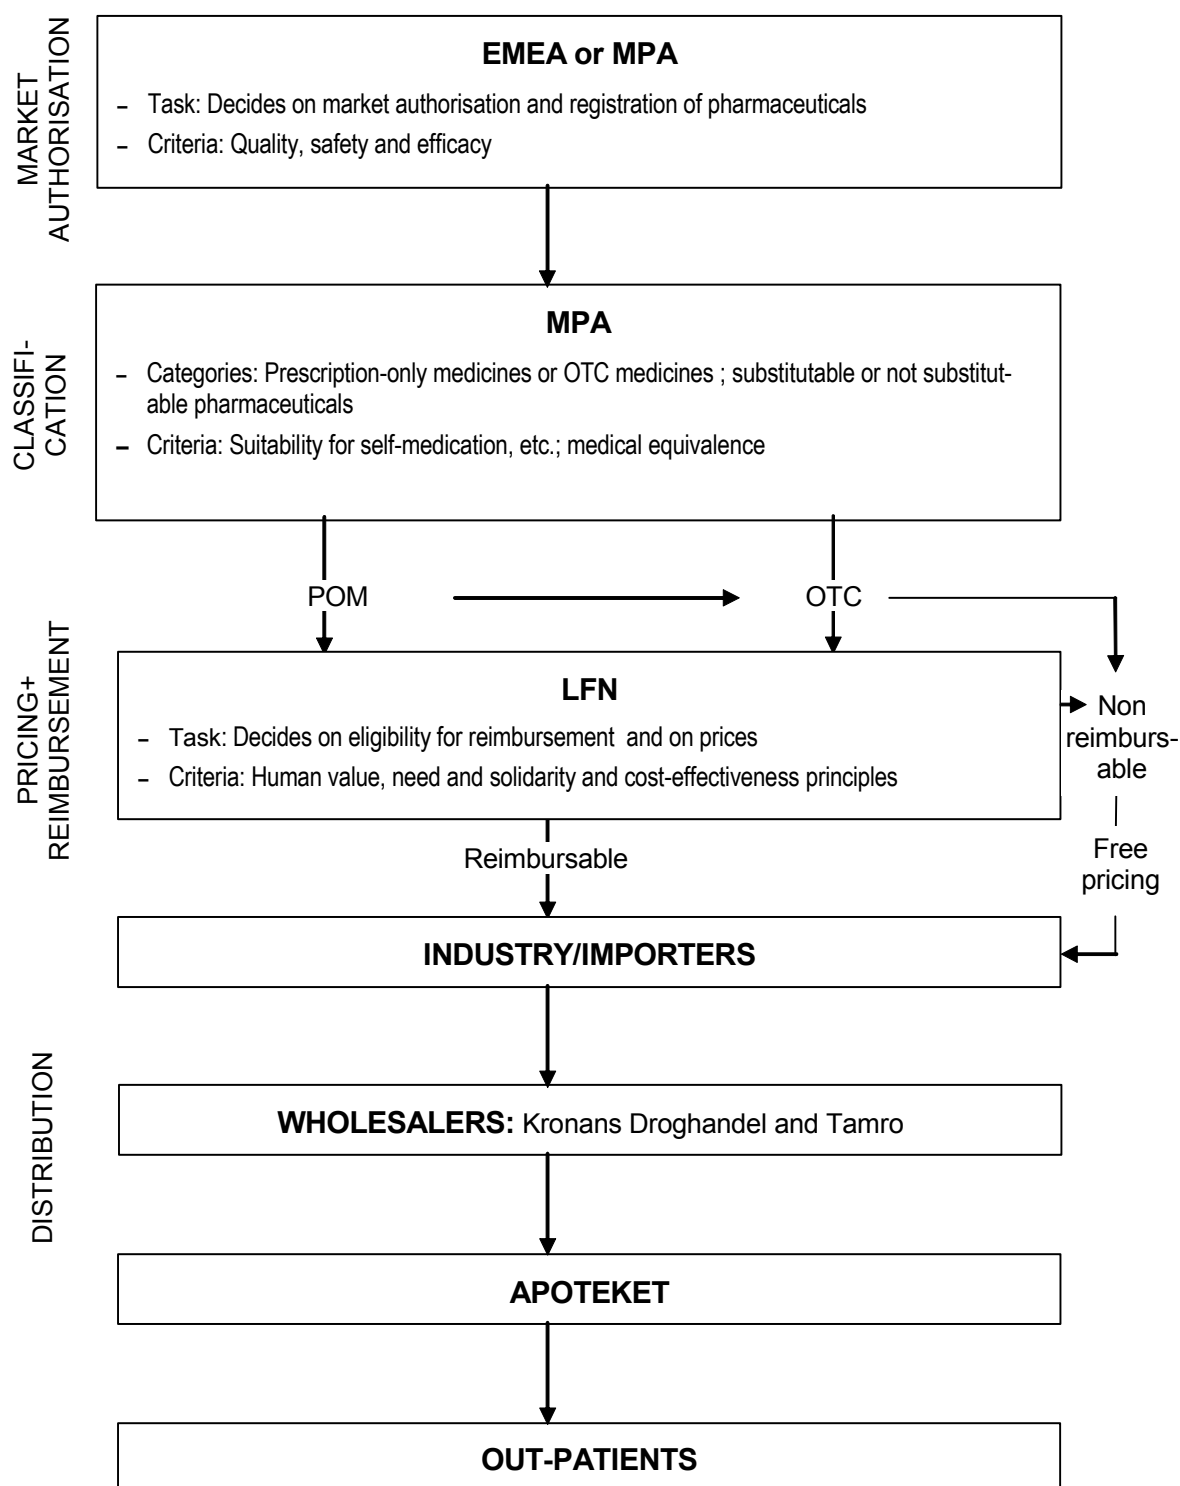 MARKET
AUTHORISATION
EMEA or MPA
– Task: Decides on market authorisation and registration of pharmaceuticals
– Criteria: Quality, safety and efficacy
CLASSIFI-
CATION
MPA
– Categories: Prescription-only medicines or OTC medicines ; substitutable or not substitut-
able pharmaceuticals
– Criteria: Suitability for self-medication, etc.; medical equivalence
POM
OTC
PRICING+
REIMBURSEMENT
LFN
– Task: Decides on eligibility for reimbursement and on prices
– Criteria: Human value, need and solidarity and cost-effectiveness principles
Non
reimburs-
able
Free
pricing
Reimbursable
INDUSTRY/IMPORTERS
DISTRIBUTION
WHOLESALERS: Kronans Droghandel and Tamro
APOTEKET
OUT-PATIENTS